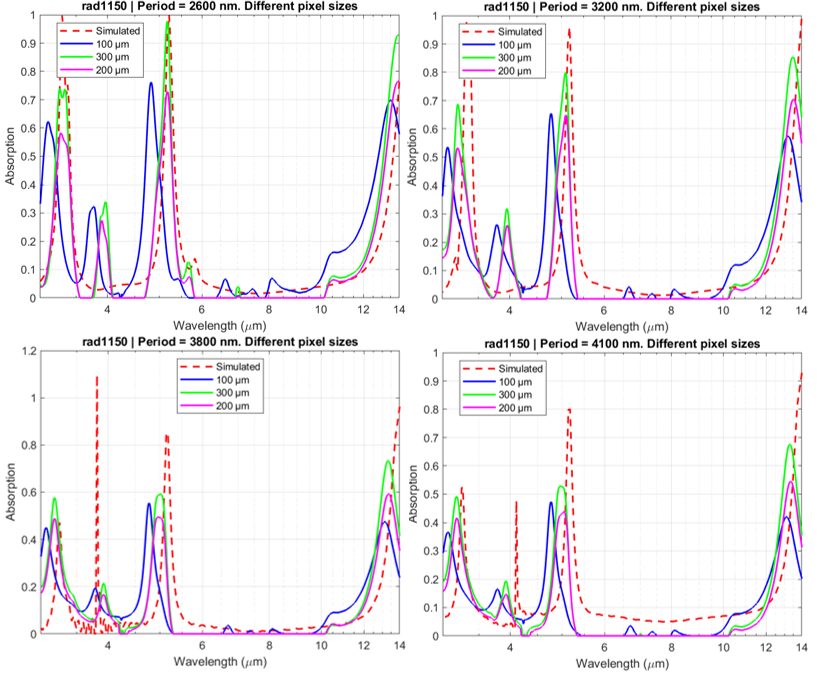 rad1150 | Period = 2600 nm. Different pixel sizes
1
0.9
0.8
0.7
0.6
0.5
0.4
0.3
0.2
0.1
0
Absorption
Simulated
100 μm
300 μm
200 μm
4 6 8 10 12 14
Wavelength (μm)
rad1150 | Period = 3200 nm. Different pixel sizes
1
0.9
0.8
0.7
0.6
0.5
0.4
0.3
0.2
0.1
0
Absorption
Simulated
100 μm
300 μm
200 μm
4 6 8 10 12 14
Wavelength (μm)
rad1150 | Period = 3800 nm. Different pixel sizes
1.2
1
0.8
0.6
0.4
0.2
0
Absorption
Simulated
100 μm
300 μm
200 μm
4 6 8 10 12 14
Wavelength (μm)
rad1150 | Period = 4100 nm. Different pixel sizes
1
0.9
0.8
0.7
0.6
0.5
0.4
0.3
0.2
0.1
0
Absorption
Simulated
100 μm
300 μm
200 μm
4 6 8 10 12 14
Wavelength (μm)